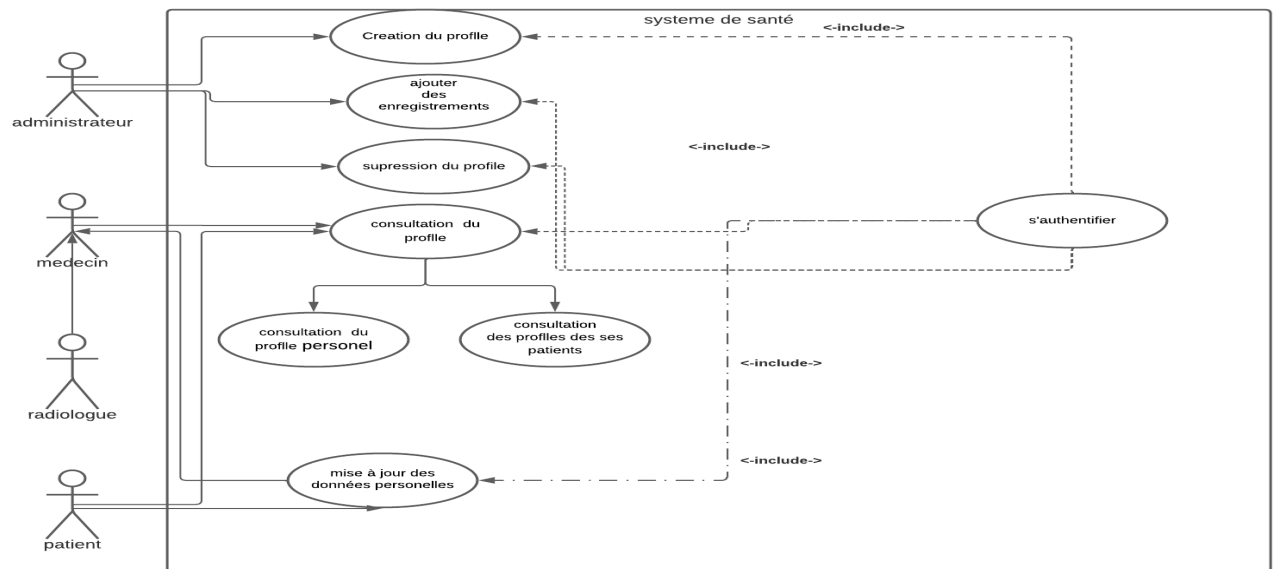 systeme de santé
<-include->
Creation du profile
administrateur
ajouter
des
enregistrements
<-include->
supression du profile
medecin
consultation du
profile
s'authentifier
consultation du
profile personel
consultation
des profiles des ses
patients
<-include->
radiologue
<-include->
mise à jour des
données personelles
patient